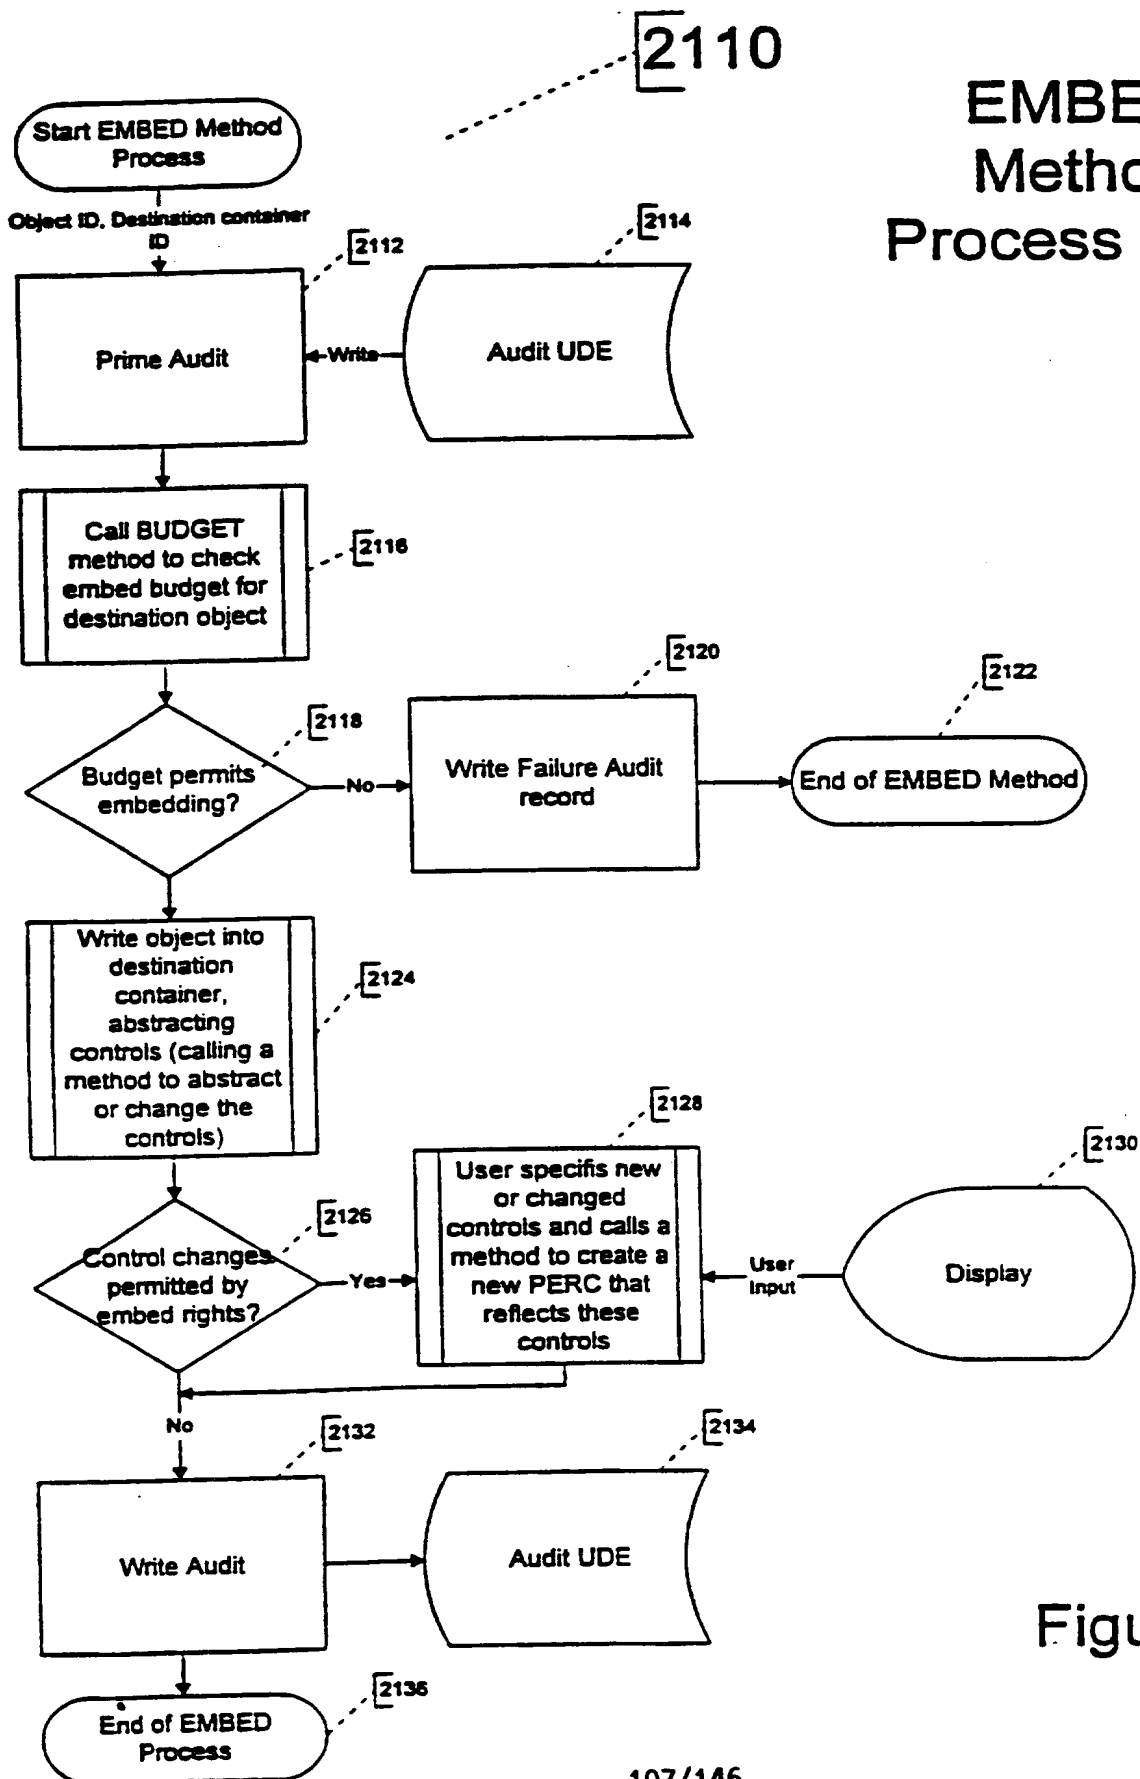 2110
EMBE
Metho
Process
Start EMBED Method
Process
Object ID, Destination container
ID
2112
2114
Prime Audit
Write
Audit UDE
Call BUDGET
method to check
embed budget for
destination object
2116
2118
Budget permits
embedding?
No
2120
Write Failure Audit
record
2122
End of EMBED Method
Write object into
destination
container,
abstracting
controls (calling a
method to abstract
or change the
controls)
2124
2126
Control changes
permitted by
embed rights?
Yes
2128
User specifis new
or changed
controls and calls a
method to create a
new PERC that
reflects these
controls
User
Input
2130
Display
No
2132
Write Audit
2134
Audit UDE
Figu
2136
End of EMBED
Process
107/146